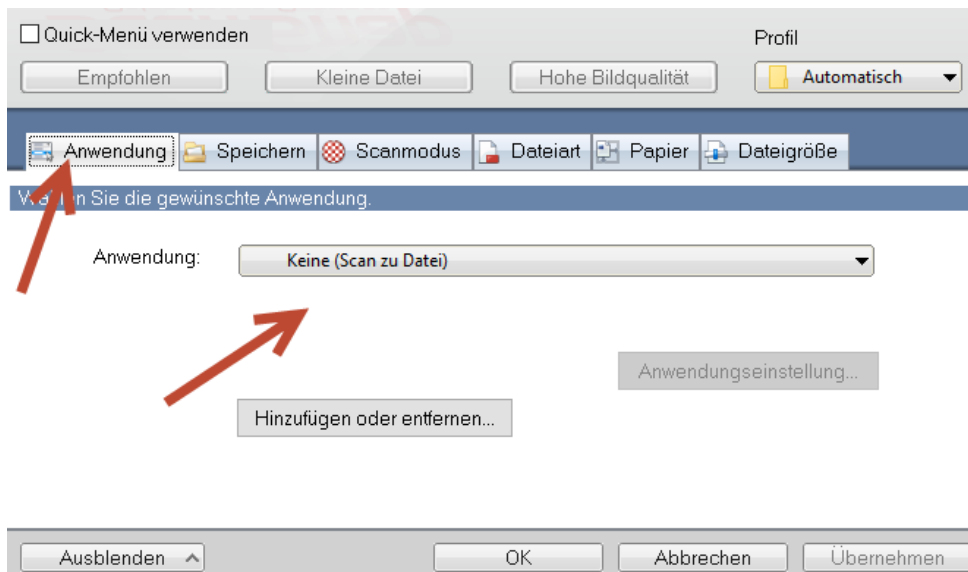 Quick-Menü verwenden
Profil
Empfohlen Kleine Datei Hohe Bildqualität Automatisch
Anwendung Speichern Scanmodus Dateiart Papier Dateigröße
Sie die gewünschte Anwendung.
Anwendung: Keine (Scan zu Datei)
Anwendungseinstellung...
Hinzufügen oder entfernen...
Ausblenden OK Abbrechen Übernehmen